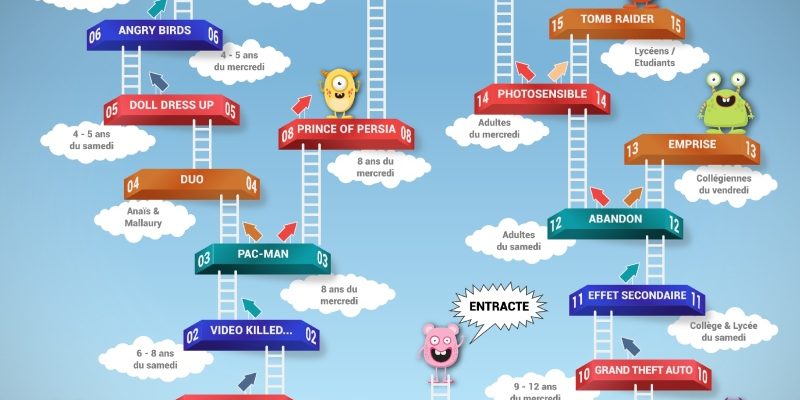 06 ANGRY BIRDS 06
4 - 5 ans
du mercredi
05 DOLL DRESS UP 05
4 - 5 ans
du samedi
08 PRINCE OF PERSIA 08
8 ans du
mercredi
04 DUO 04
Anaïs &
Mallaury
03 PAC-MAN 03
8 ans du
mercredi
02 VIDEO KILLED... 02
6 - 8 ans
du samedi
ENTRACTE
15 TOMB RAIDER 15
Lycéens /
Etudiants
14 PHOTOSENSIBLE 14
Adultes
du mercredi
EMPRISE
13 13
Collégiennes
du vendredi
12 ABANDON 12
Adultes
du samedi
11 EFFET SECONDAIRE 11
Collège & Lycée
du samedi
10 GRAND THEFT AUTO 10
9 - 12 ans
du mercredi